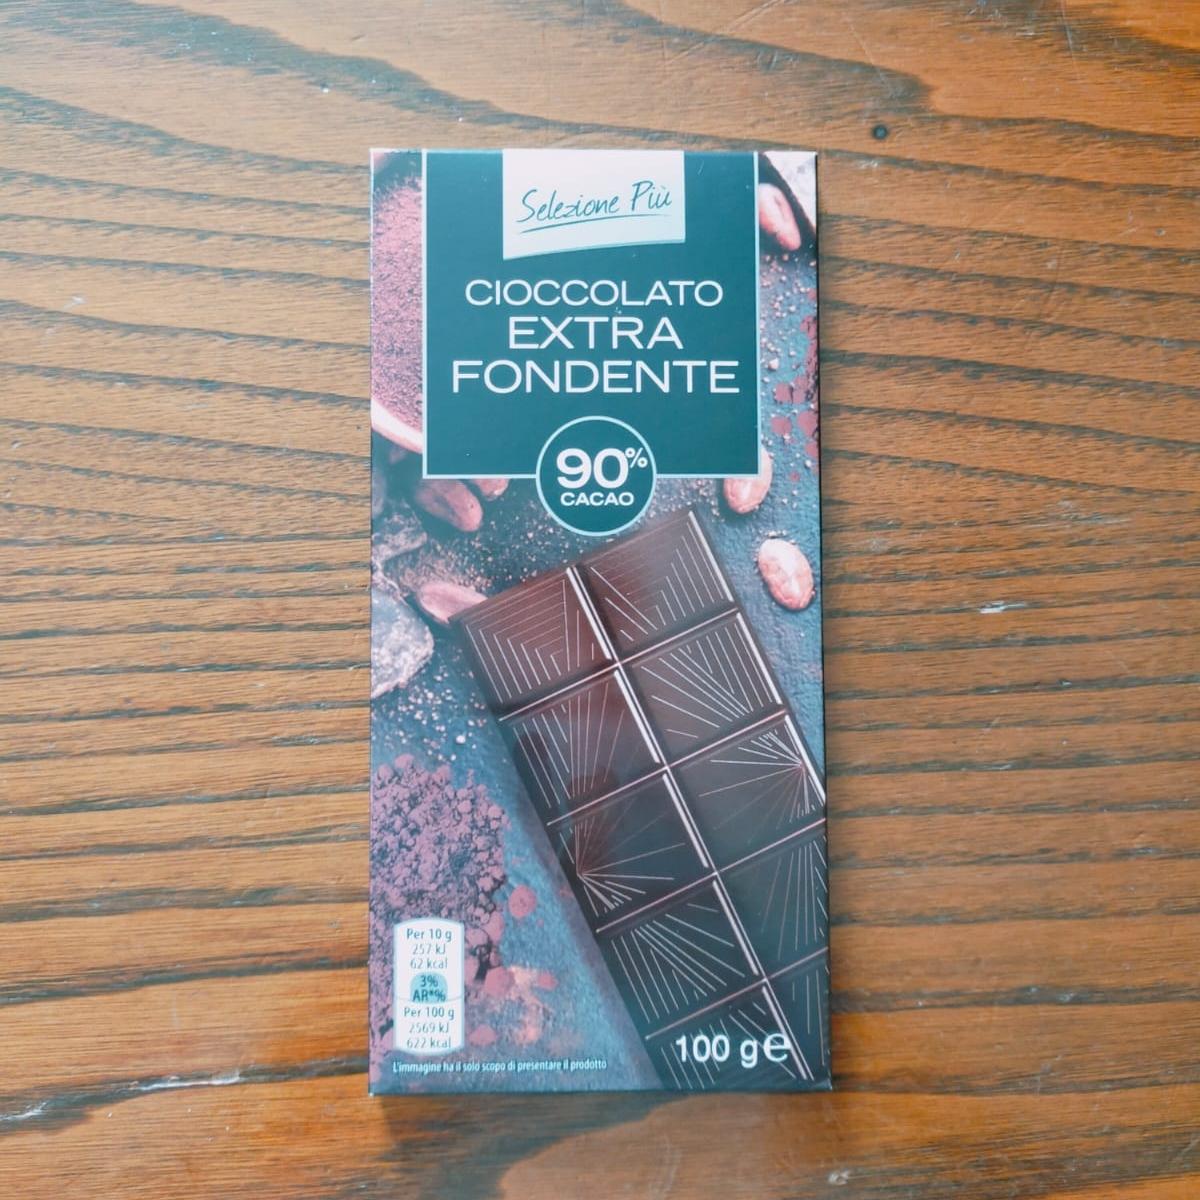 Selezione Più
CIOCCOLATO
EXTRA
FONDENTE
90%
CACAO
Per 10 g
257 kJ
62 kcal
3%
AR*%
Per 100 g
2569 kJ
622 kcal
L'immagine ha il solo scopo di presentare il prodotto
100 g e